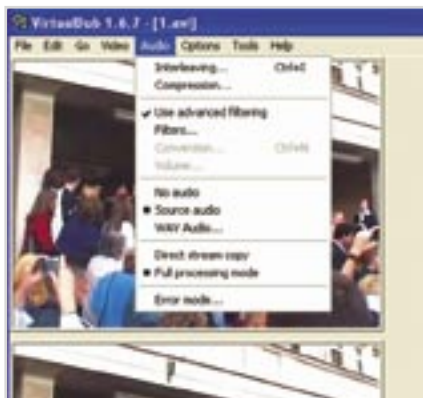 VirtualDub 1.6.7 - [1.avi]
File Edit Go Video Audio Options Tools Help
Interleaving... Ctrl+I
Compression...
Use advanced filtering
Filters...
Conversion...
Volume...
No audio
Source audio
WAV Audio...
Direct stream copy
Full processing mode
Error mode...